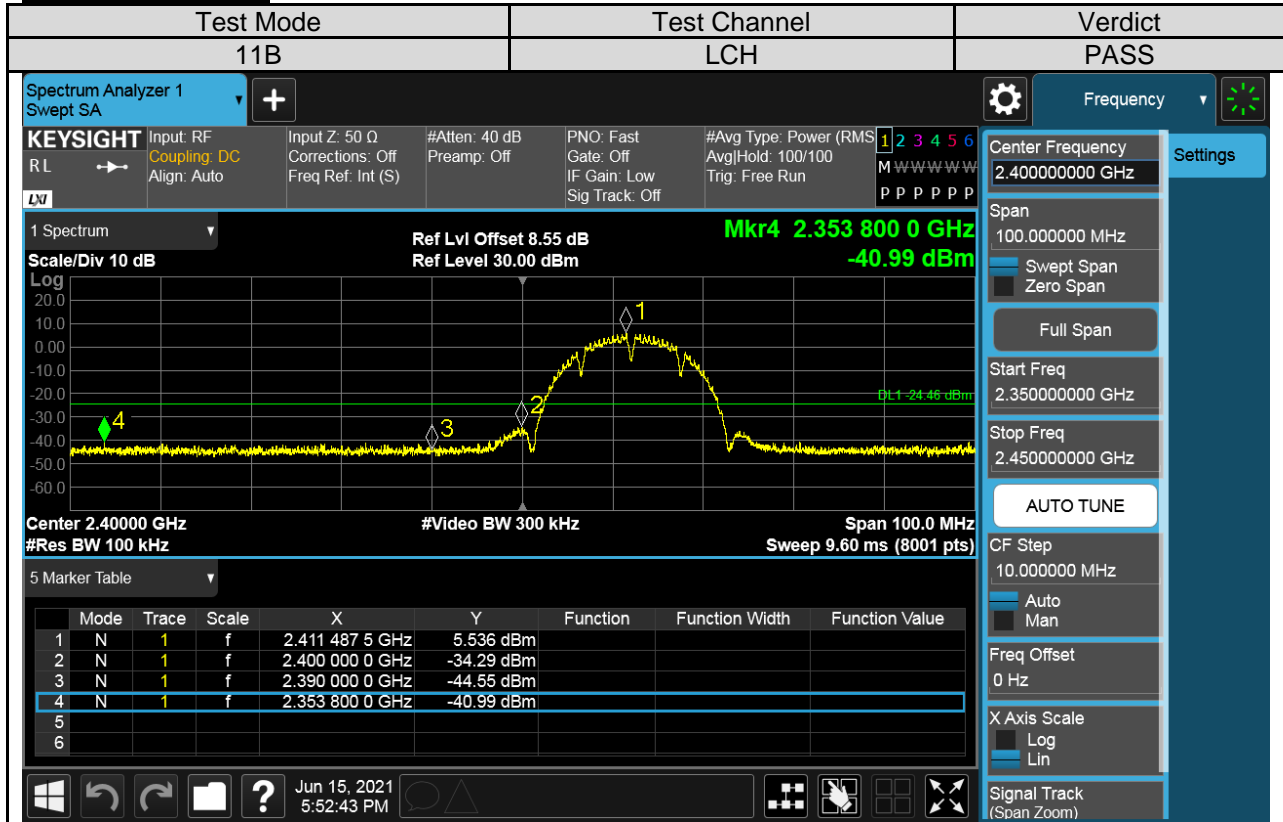 Test Mode Test Channel Verdict
11B LCH PASS
Spectrum Analyzer 1
Swept SA
Frequency
KEYSIGHT
RL
LXI
Input: RF
Coupling: DC
Align: Auto
Input Z: 50 Ω
Corrections: Off
Freq Ref: Int (S)
#Atten: 40 dB
Preamp: Off
PNO: Fast
Gate: Off
IF Gain: Low
Sig Track: Off
#Avg Type: Power (RMS
Avg|Hold: 100/100
Trig: Free Run
1 2 3 4 5 6
M W W W W W
P P P P P P
1 Spectrum
Scale/Div 10 dB
Ref Lvl Offset 8.55 dB
Ref Level 30.00 dBm
Mkr4 2.353 800 0 GHz
-40.99 dBm
Log
20.0
10.0
0.00
-10.0
-20.0
-30.0
-40.0
-50.0
-60.0
1
2
3
4
DL1 -24.46 dBm
Center 2.40000 GHz
#Video BW 300 kHz
Span 100.0 MHz
#Res BW 100 kHz
Sweep 9.60 ms (8001 pts)
5 Marker Table
Mode Trace Scale X Y Function Function Width Function Value
1 N 1 f 2.411 487 5 GHz 5.536 dBm
2 N 1 f 2.400 000 0 GHz -34.29 dBm
3 N 1 f 2.390 000 0 GHz -44.55 dBm
4 N 1 f 2.353 800 0 GHz -40.99 dBm
5
6
?
Jun 15, 2021
5:52:43 PM
Center Frequency
2.400000000 GHz
Settings
Span
100.000000 MHz
Swept Span
Zero Span
Full Span
Start Freq
2.350000000 GHz
Stop Freq
2.450000000 GHz
AUTO TUNE
CF Step
10.000000 MHz
Auto
Man
Freq Offset
0 Hz
X Axis Scale
Log
Lin
Signal Track
(Span Zoom)